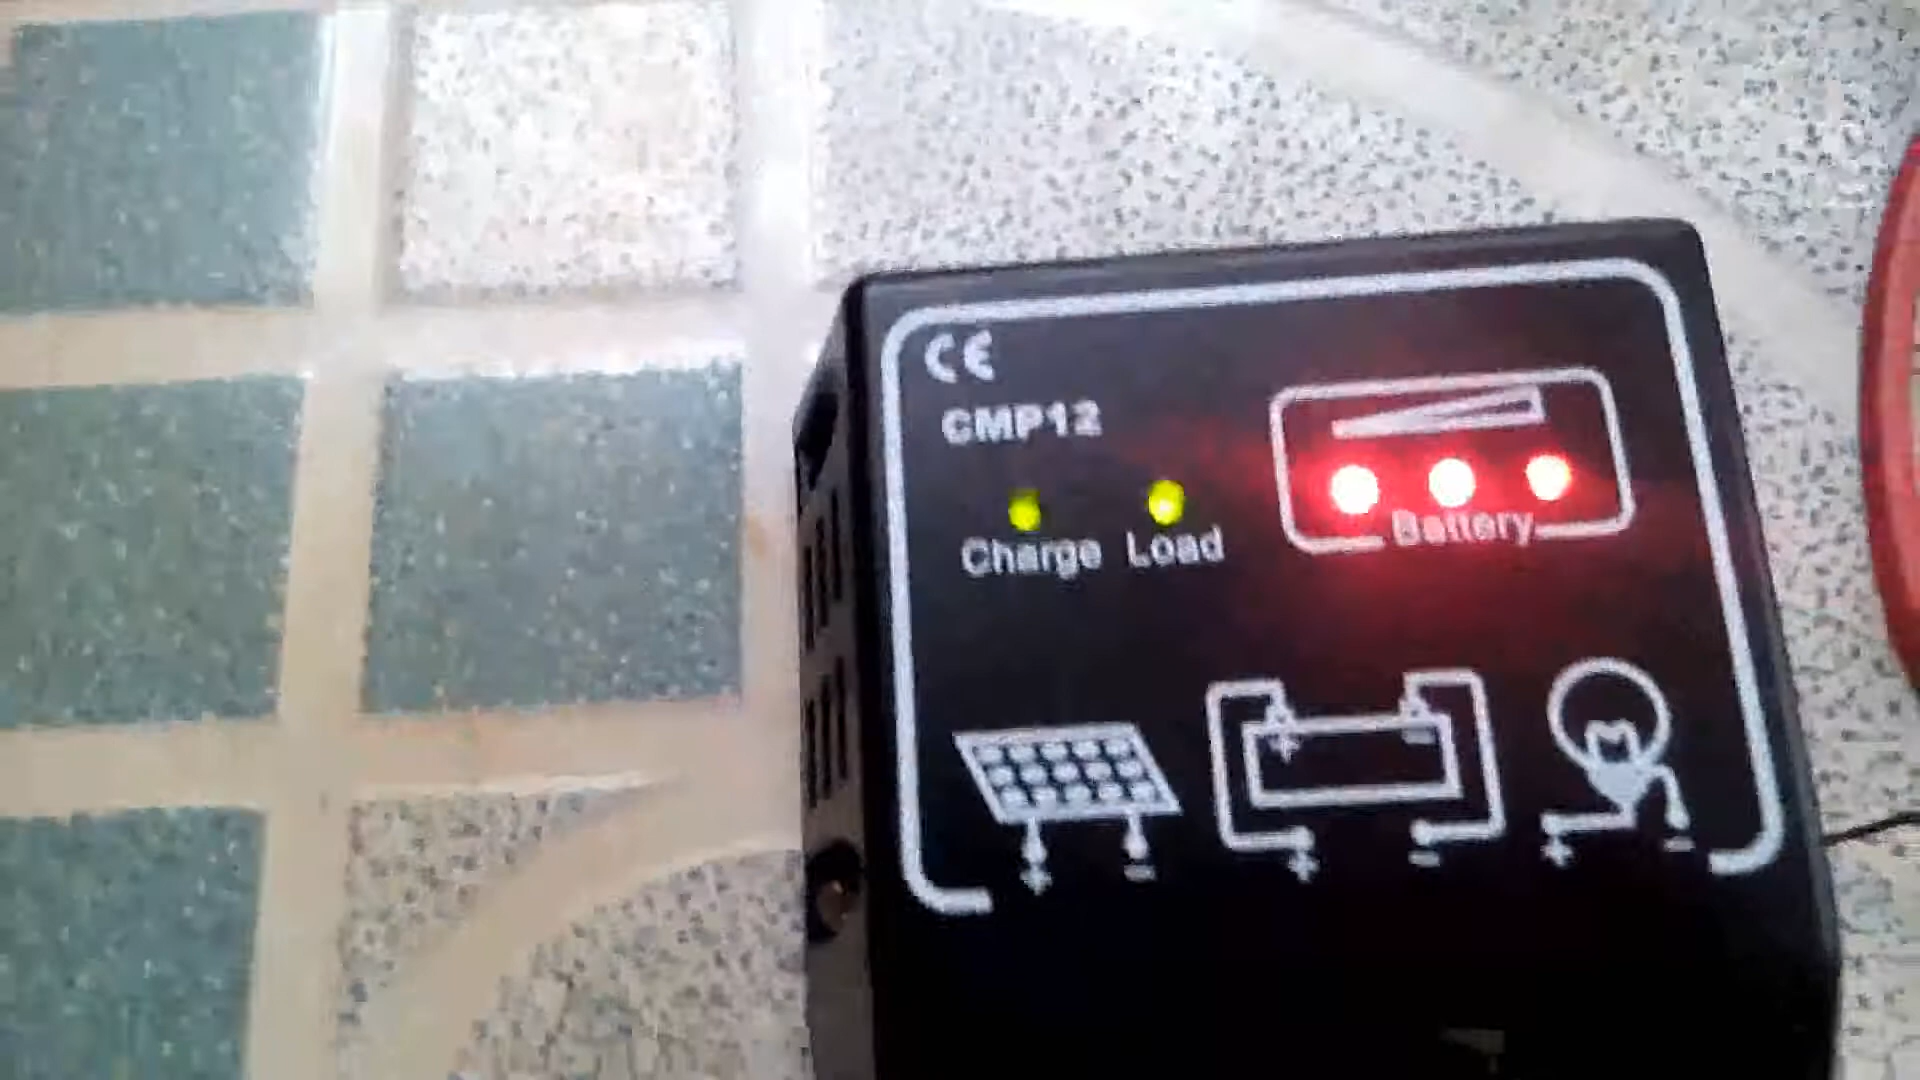 CE
CMP12
Charge Load
Battery
+ -
+ - + - + -